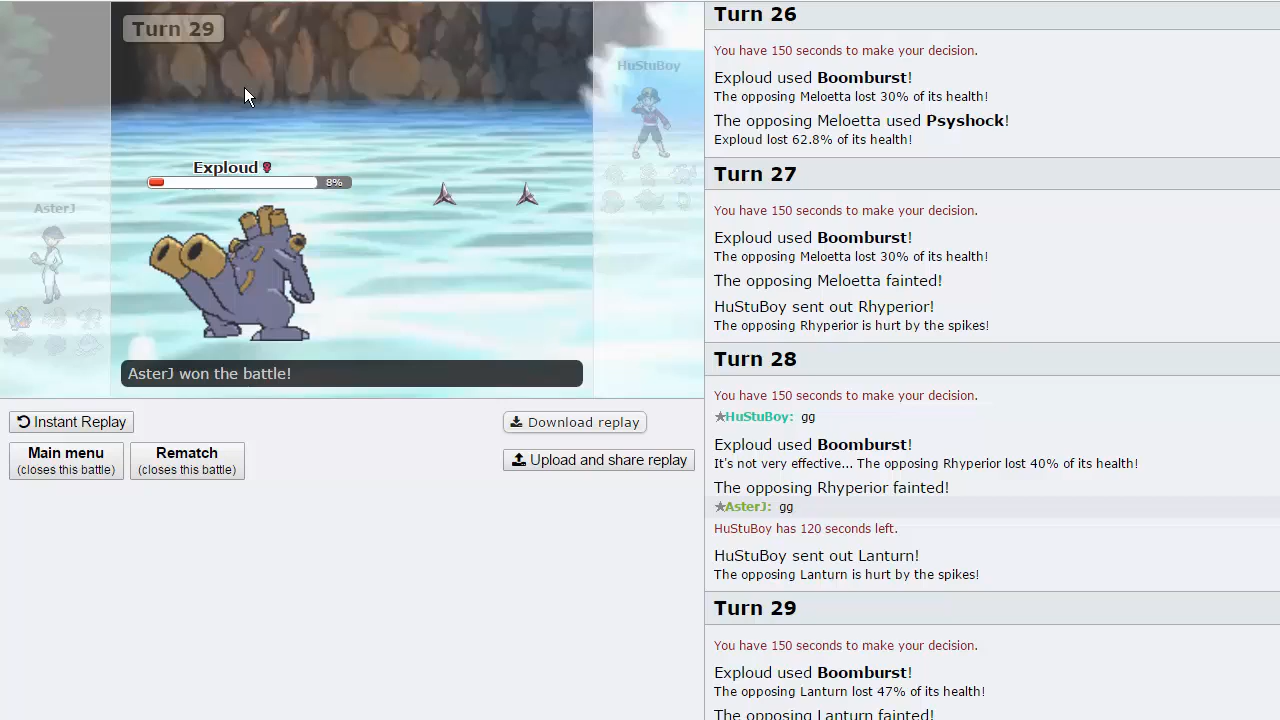 Turn 29
HuStuBoy
Exploud
8%
AsterJ
AsterJ won the battle!
Instant Replay
Download replay
Main menu
(closes this battle)
Rematch
(closes this battle)
Upload and share replay
Turn 26
You have 150 seconds to make your decision.
Exploud used Boomburst!
The opposing Meloetta lost 30% of its health!
The opposing Meloetta used Psyshock!
Exploud lost 62.8% of its health!
Turn 27
You have 150 seconds to make your decision.
Exploud used Boomburst!
The opposing Meloetta lost 30% of its health!
The opposing Meloetta fainted!
HuStuBoy sent out Rhyperior!
The opposing Rhyperior is hurt by the spikes!
Turn 28
You have 150 seconds to make your decision.
★HuStuBoy: gg
Exploud used Boomburst!
It's not very effective... The opposing Rhyperior lost 40% of its health!
The opposing Rhyperior fainted!
★AsterJ: gg
HuStuBoy has 120 seconds left.
HuStuBoy sent out Lanturn!
The opposing Lanturn is hurt by the spikes!
Turn 29
You have 150 seconds to make your decision.
Exploud used Boomburst!
The opposing Lanturn lost 47% of its health!
The opposing Lanturn fainted!